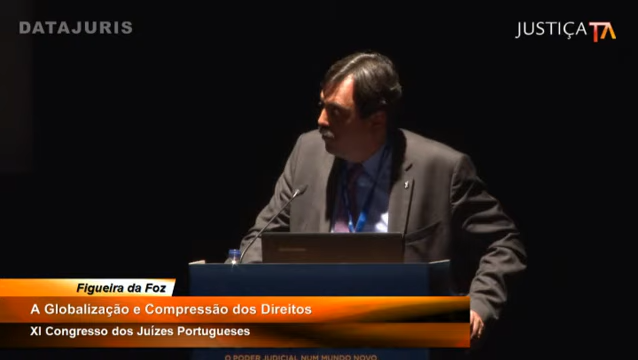 DATAJURIS
JUSTIÇA TA
Figueira da Foz
A Globalização e Compressão dos Direitos
XI Congresso dos Juízes Portugueses
O PODER JUDICIAL NUM MUNDO NOVO